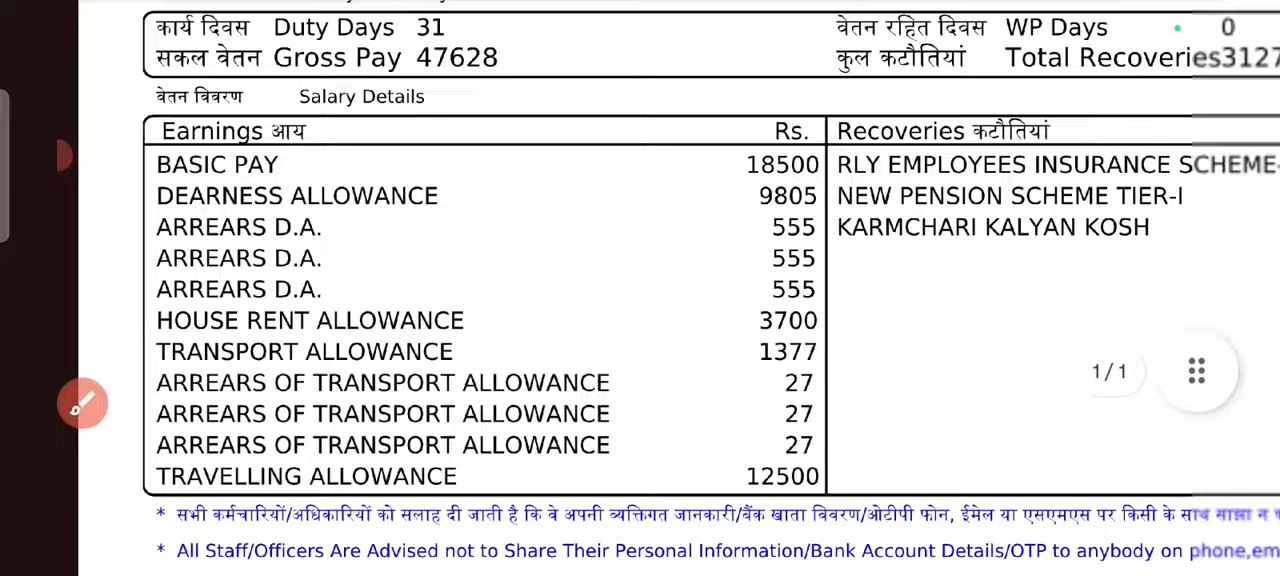 कार्य दिवस Duty Days 31 वेतन रहित दिवस WP Days 0
सकल वेतन Gross Pay 47628 कुल कटौतियां Total Recoveries3127
वेतन विवरण Salary Details
Earnings आय Rs. Recoveries कटौतियां
BASIC PAY 18500 RLY EMPLOYEES INSURANCE SCHEME-
DEARNESS ALLOWANCE 9805 NEW PENSION SCHEME TIER-I
ARREARS D.A. 555 KARMCHARI KALYAN KOSH
ARREARS D.A. 555
ARREARS D.A. 555
HOUSE RENT ALLOWANCE 3700
TRANSPORT ALLOWANCE 1377
ARREARS OF TRANSPORT ALLOWANCE 27
1/1
ARREARS OF TRANSPORT ALLOWANCE 27
ARREARS OF TRANSPORT ALLOWANCE 27
TRAVELLING ALLOWANCE 12500
* सभी कर्मचारियों/अधिकारियों को सलाह दी जाती है कि वे अपनी व्यक्तिगत जानकारी/बैंक खाता विवरण/ओटीपी फोन, ईमेल या एसएमएस पर किसी के साथ साझा न
* All Staff/Officers Are Advised not to Share Their Personal Information/Bank Account Details/OTP to anybody on phone,em